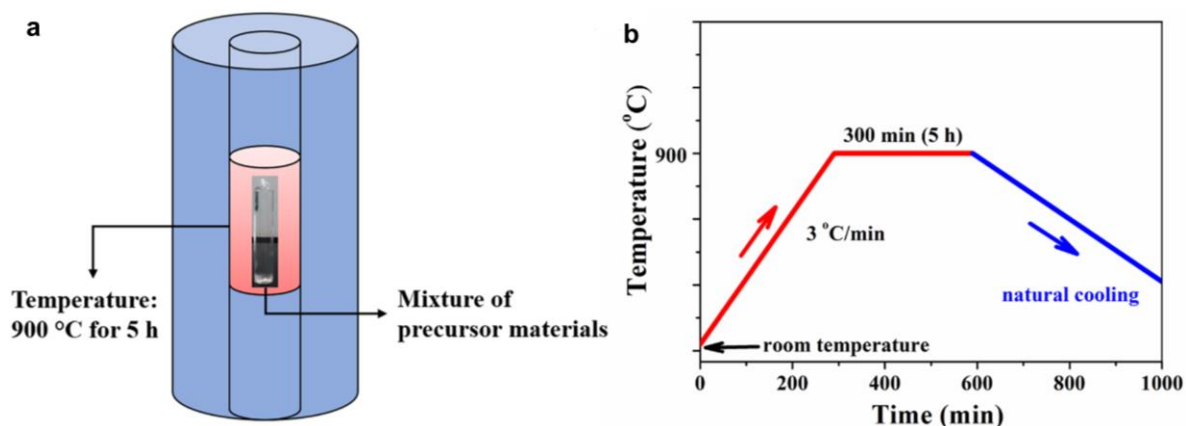 a
Temperature:
900 °C for 5 h
Mixture of
precursor materials
b
Temperature (°C)
900
300 min (5 h)
3 °C/min
natural cooling
room temperature
0 200 400 600 800 1000
Time (min)